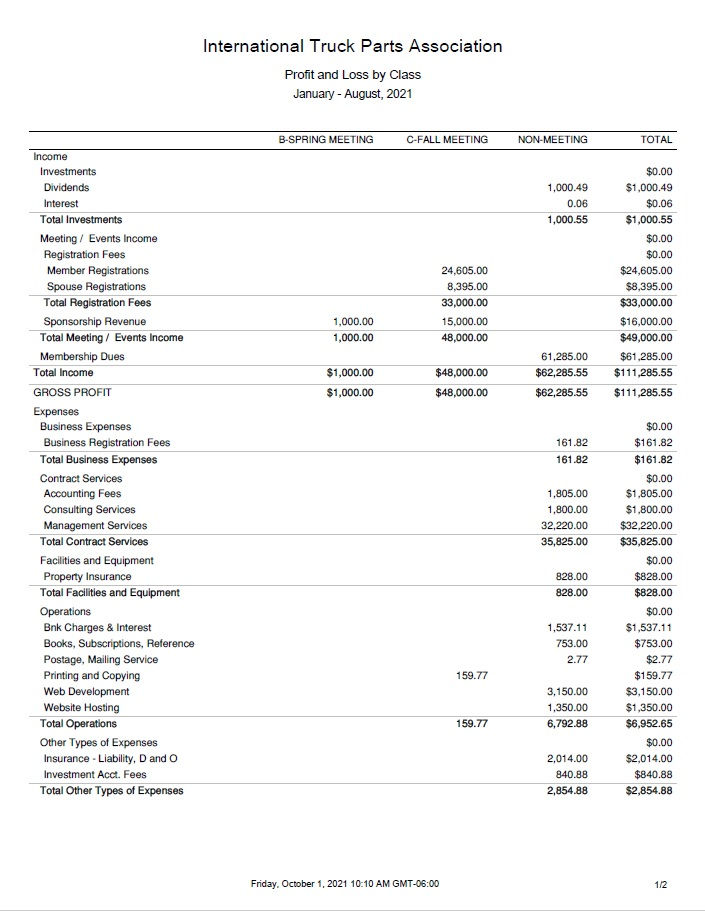 International Truck Parts Association
Profit and Loss by Class
January - August, 2021
B-SPRING MEETING C-FALL MEETING NON-MEETING TOTAL
Income
Investments $0.00
Dividends 1,000.49 $1,000.49
Interest 0.06 $0.06
Total Investments 1,000.55 $1,000.55
Meeting / Events Income $0.00
Registration Fees $0.00
Member Registrations 24,605.00 $24,605.00
Spouse Registrations 8,395.00 $8,395.00
Total Registration Fees 33,000.00 $33,000.00
Sponsorship Revenue 1,000.00 15,000.00 $16,000.00
Total Meeting / Events Income 1,000.00 48,000.00 $49,000.00
Membership Dues 61,285.00 $61,285.00
Total Income $1,000.00 $48,000.00 $62,285.55 $111,285.55
GROSS PROFIT $1,000.00 $48,000.00 $62,285.55 $111,285.55
Expenses
Business Expenses $0.00
Business Registration Fees 161.82 $161.82
Total Business Expenses 161.82 $161.82
Contract Services $0.00
Accounting Fees 1,805.00 $1,805.00
Consulting Services 1,800.00 $1,800.00
Management Services 32,220.00 $32,220.00
Total Contract Services 35,825.00 $35,825.00
Facilities and Equipment $0.00
Property Insurance 828.00 $828.00
Total Facilities and Equipment 828.00 $828.00
Operations $0.00
Bnk Charges & Interest 1,537.11 $1,537.11
Books, Subscriptions, Reference 753.00 $753.00
Postage, Mailing Service 2.77 $2.77
Printing and Copying 159.77 $159.77
Web Development 3,150.00 $3,150.00
Website Hosting 1,350.00 $1,350.00
Total Operations 159.77 6,792.88 $6,952.65
Other Types of Expenses $0.00
Insurance - Liability, D and O 2,014.00 $2,014.00
Investment Acct. Fees 840.88 $840.88
Total Other Types of Expenses 2,854.88 $2,854.88
Friday, October 1, 2021 10:10 AM GMT-06:00 1/2